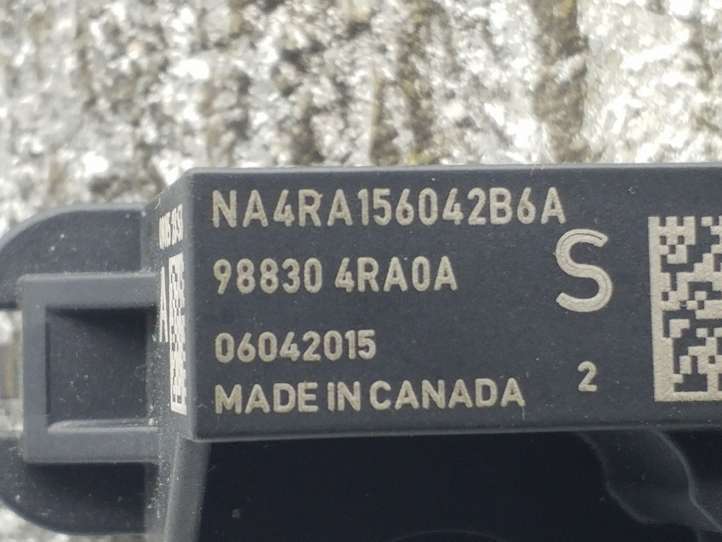 NA4RA156042B6A
98830 4RA0A
S
06042015
MADE IN CANADA
2
A